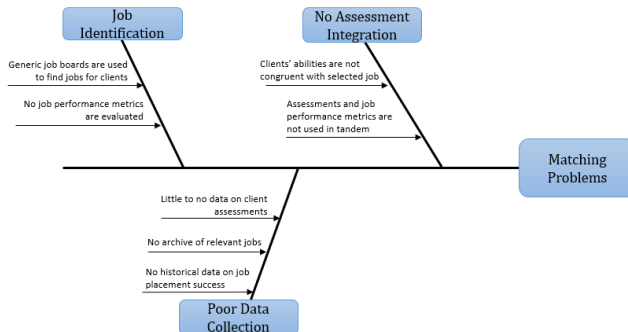 Job
Identification
No Assessment
Integration
Generic job boards are used
to find jobs for clients
No job performance metrics
are evaluated
Clients' abilities are not
congruent with selected job
Assessments and job
performance metrics are
not used in tandem
Matching
Problems
Little to no data on client
assessments
No archive of relevant jobs
No historical data on job
placement success
Poor Data
Collection